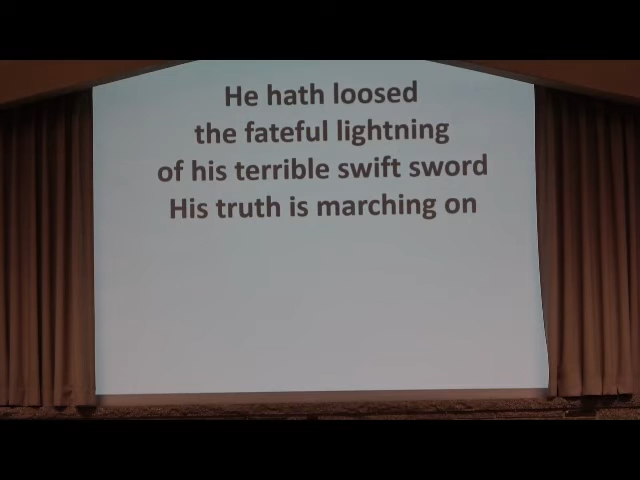 He hath loosed
the fateful lightning
of his terrible swift sword
His truth is marching on